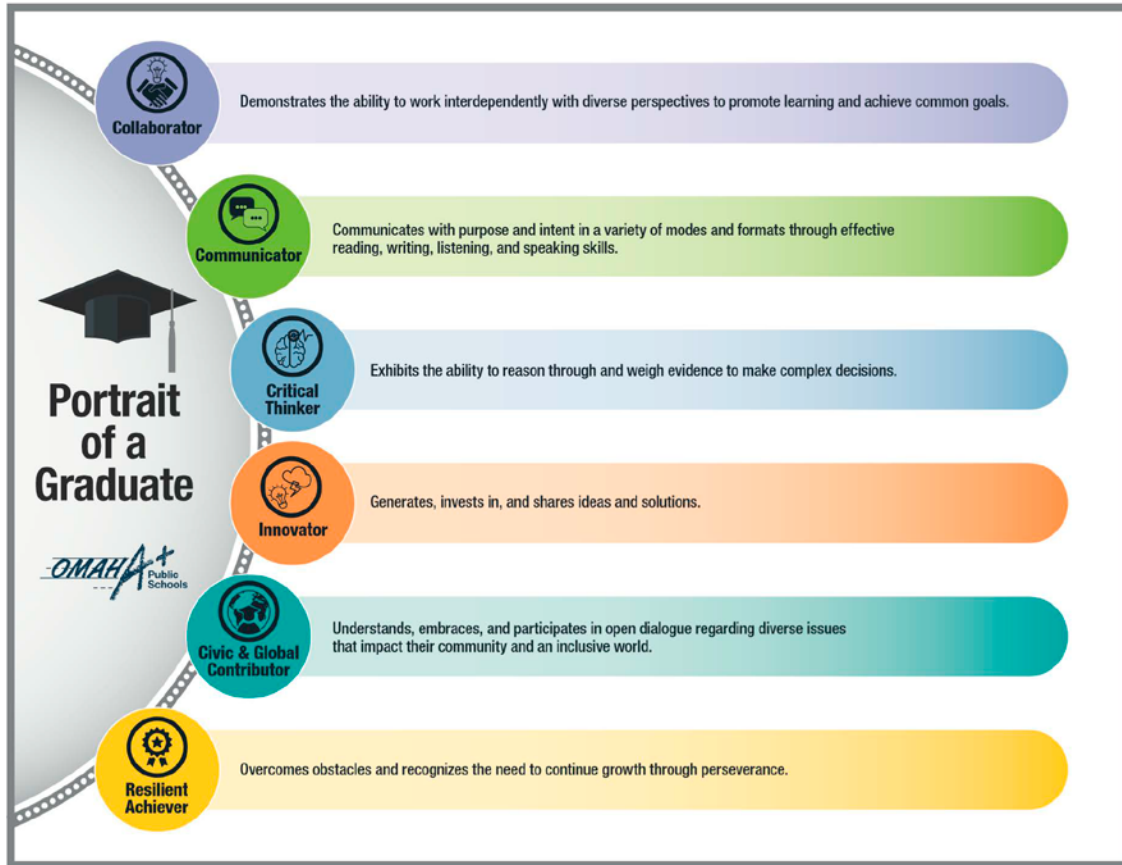 Portrait
of a
Graduate
OMAHA+
Public
Schools
Collaborator
Demonstrates the ability to work interdependently with diverse perspectives to promote learning and achieve common goals.
Communicator
Communicates with purpose and intent in a variety of modes and formats through effective
reading, writing, listening, and speaking skills.
Critical
Thinker
Exhibits the ability to reason through and weigh evidence to make complex decisions.
Innovator
Generates, invests in, and shares ideas and solutions.
Civic & Global
Contributor
Understands, embraces, and participates in open dialogue regarding diverse issues
that impact their community and an inclusive world.
Resilient
Achiever
Overcomes obstacles and recognizes the need to continue growth through perseverance.